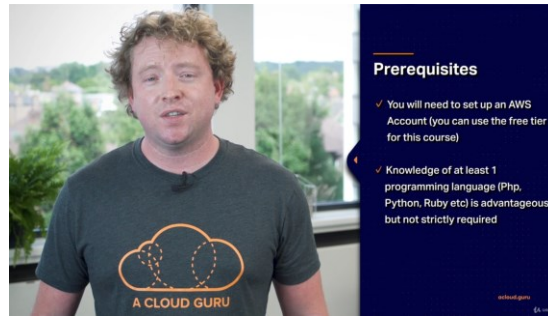 Prerequisites
✓ You will need to set up an AWS
Account (you can use the free tier
for this course)
✓ Knowledge of at least 1
programming language (Php,
Python, Ruby etc) is advantageous
but not strictly required
A CLOUD GURU
acloud.guru